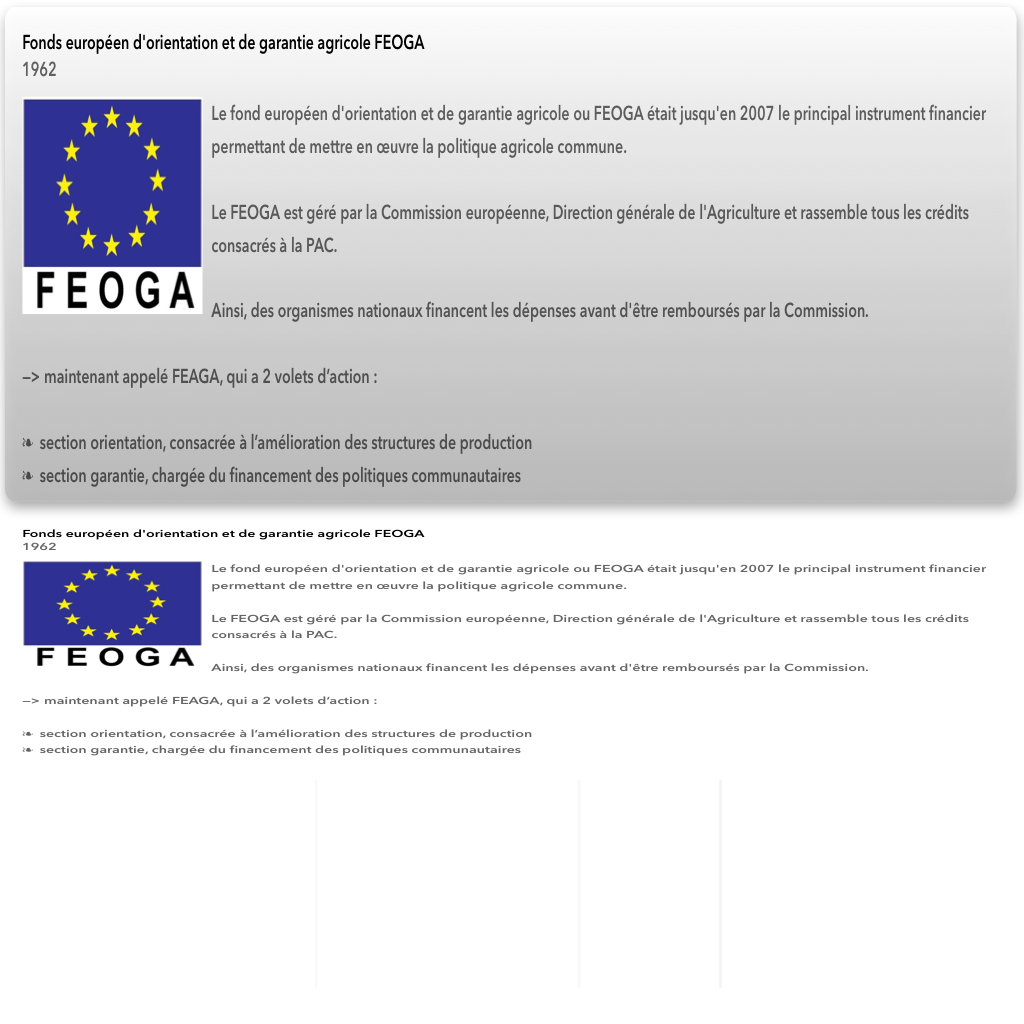 Fonds européen d'orientation et de garantie agricole FEOGA
1962
Le fond européen d'orientation et de garantie agricole ou FEOGA était jusqu'en 2007 le principal instrument financier
permettant de mettre en œuvre la politique agricole commune.
Le FEOGA est géré par la Commission européenne, Direction générale de l'Agriculture et rassemble tous les crédits
consacrés à la PAC.
FEOGA
Ainsi, des organismes nationaux financent les dépenses avant d'être remboursés par la Commission.
—> maintenant appelé FEAGA, qui a 2 volets d’action :
❧ section orientation, consacrée à l’amélioration des structures de production
❧ section garantie, chargée du financement des politiques communautaires
Fonds européen d'orientation et de garantie agricole FEOGA
1962
Le fond européen d'orientation et de garantie agricole ou FEOGA était jusqu'en 2007 le principal instrument financier
permettant de mettre en œuvre la politique agricole commune.
Le FEOGA est géré par la Commission européenne, Direction générale de l'Agriculture et rassemble tous les crédits
consacrés à la PAC.
FEOGA
Ainsi, des organismes nationaux financent les dépenses avant d'être remboursés par la Commission.
—> maintenant appelé FEAGA, qui a 2 volets d’action :
❧ section orientation, consacrée à l’amélioration des structures de production
❧ section garantie, chargée du financement des politiques communautaires